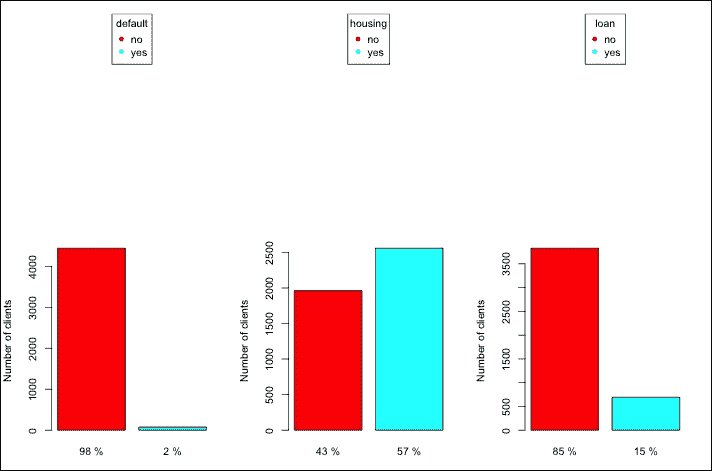 default
no
yes
housing
no
yes
loan
no
yes
Number of clients
0
1000
2000
3000
4000
98 %
2 %
Number of clients
0
500
1000
1500
2000
2500
43 %
57 %
Number of clients
0
500
1500
2500
3500
85 %
15 %